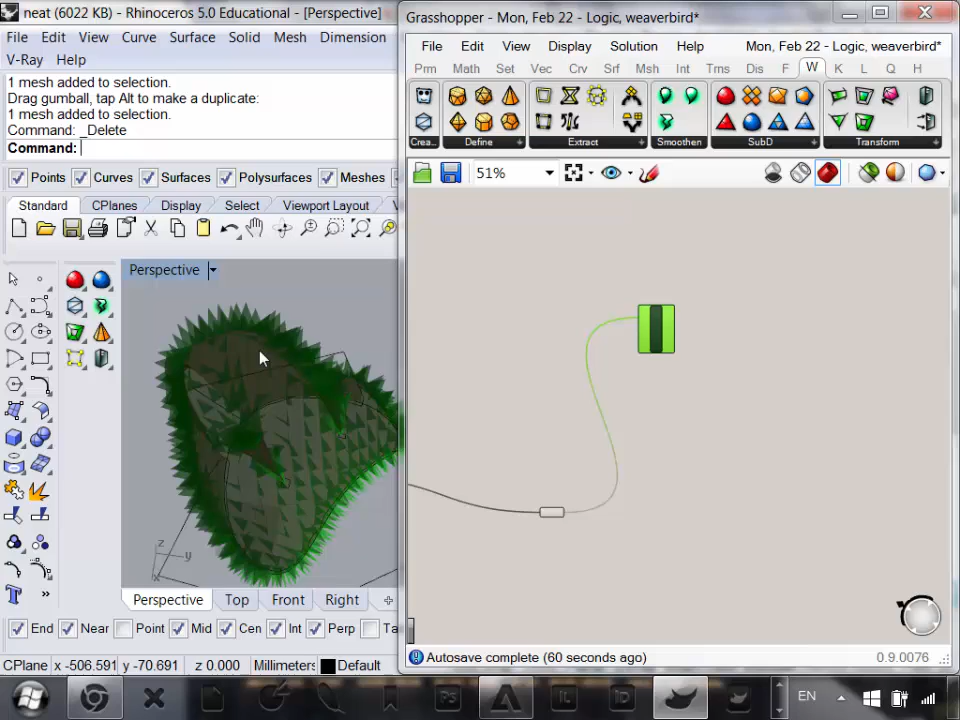 neat (6022 KB) - Rhinoceros 5.0 Educational - [Perspective]
File Edit View Curve Surface Solid Mesh Dimension
V-Ray Help
1 mesh added to selection.
Drag gumball, tap Alt to make a duplicate:
1 mesh added to selection.
Command: _Delete
Command:
Points Curves Surfaces Polysurfaces Meshes
Standard CPlanes Display Select Viewport Layout
Perspective
z
y
x
Perspective Top Front Right
End Near Point Mid Cen Int Perp Ta
CPlane x -506.591 y -70.691 z 0.000 Millimeters Default
Grasshopper - Mon, Feb 22 - Logic, weaverbird*
File Edit View Display Solution Help Mon, Feb 22 - Logic, weaverbird*
Prm Math Set Vec Crv Srf Msh Int Trns Dis F W K L Q H
Crea... Define Extract Smoothen SubD Transform
51%
Autosave complete (60 seconds ago) 0.9.0076
Ps IL ID EN